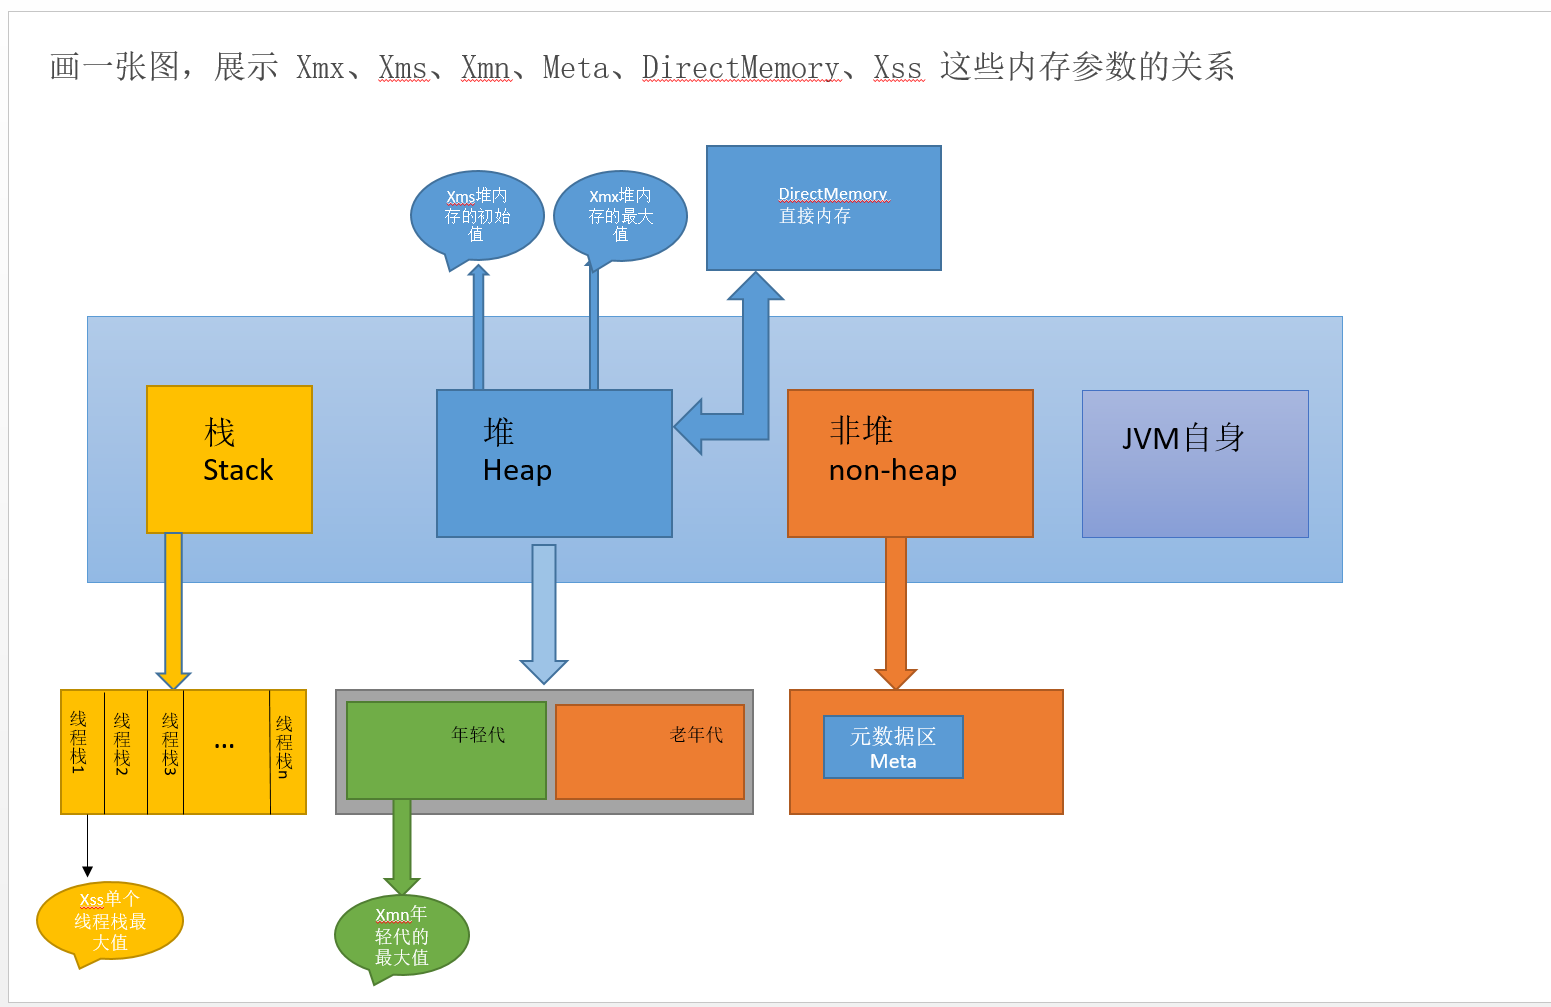 画一张图，展示 Xmx、Xms、Xmn、Meta、DirectMemory、Xss 这些内存参数的关系
Xms堆内
存的初始
值
Xmx堆内
存的最大
值
DirectMemory
直接内存
栈
Stack
堆
Heap
非堆
non-heap
JVM自身
线程栈1
线程栈2
线程栈3
...
线程栈n
年轻代
老年代
元数据区
Meta
Xss单个
线程栈最
大值
Xmn年
轻代的
最大值